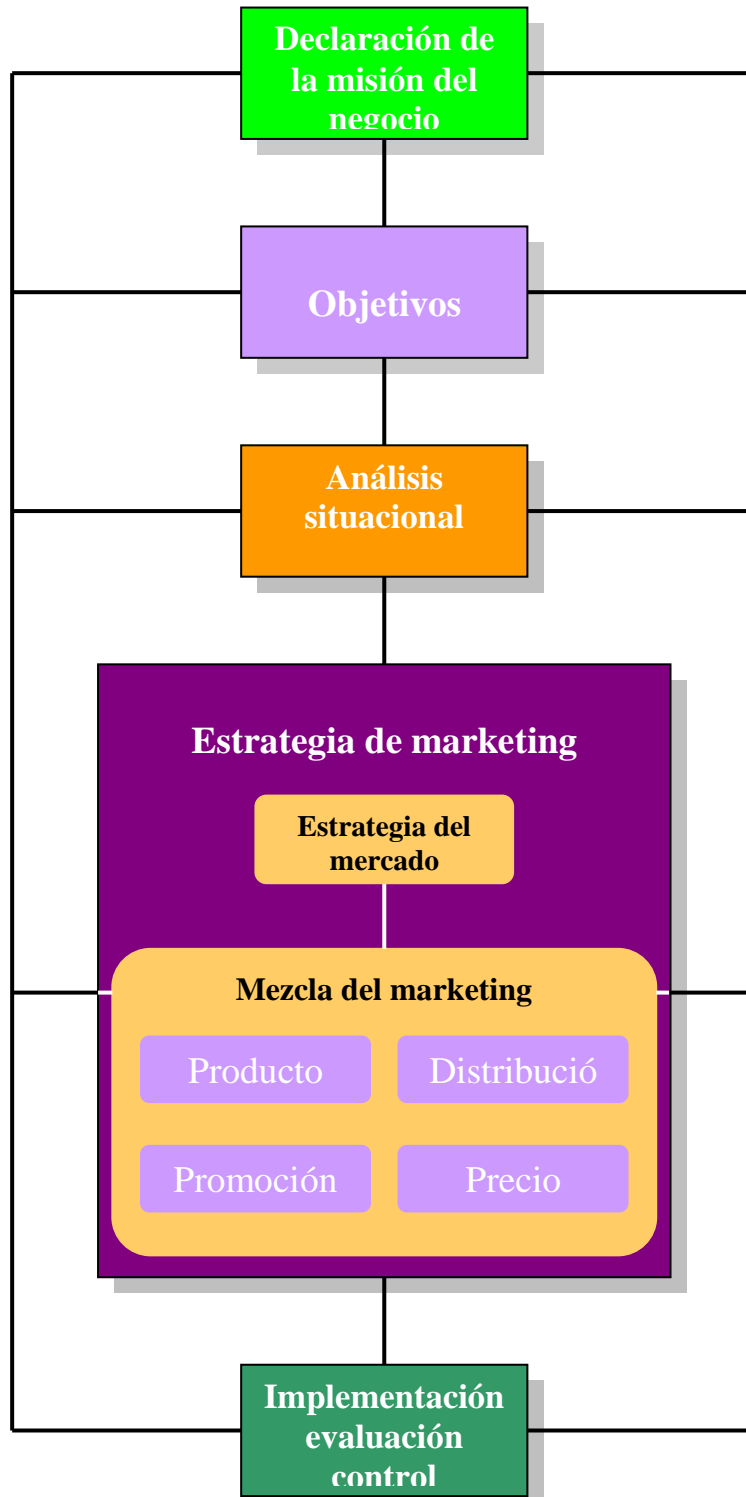 Declaración de
la misión del
negocio
Objetivos
Análisis
situacional
Estrategia de marketing
Estrategia del
mercado
Mezcla del marketing
Producto
Distribució
Promoción
Precio
Implementación
evaluación
control